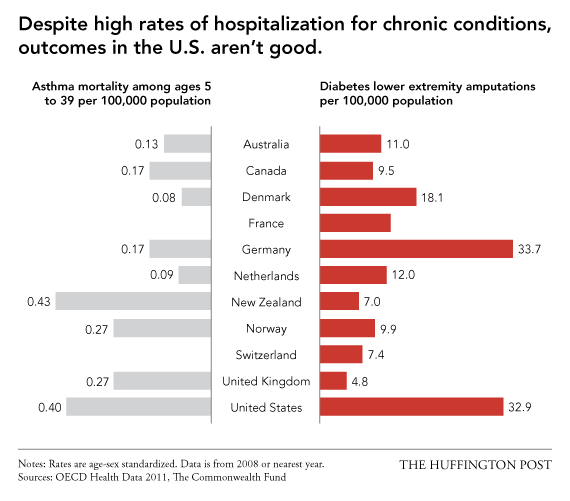 Despite high rates of hospitalization for chronic conditions,
outcomes in the U.S. aren't good.
Asthma mortality among ages 5
to 39 per 100,000 population
Diabetes lower extremity amputations
per 100,000 population
0.13 Australia 11.0
0.17 Canada 9.5
0.08 Denmark 18.1
France
0.17 Germany 33.7
0.09 Netherlands 12.0
0.43 New Zealand 7.0
0.27 Norway 9.9
Switzerland 7.4
0.27 United Kingdom 4.8
0.40 United States 32.9
Notes: Rates are age-sex standardized. Data is from 2008 or nearest year.
Sources: OECD Health Data 2011, The Commonwealth Fund
THE HUFFINGTON POST